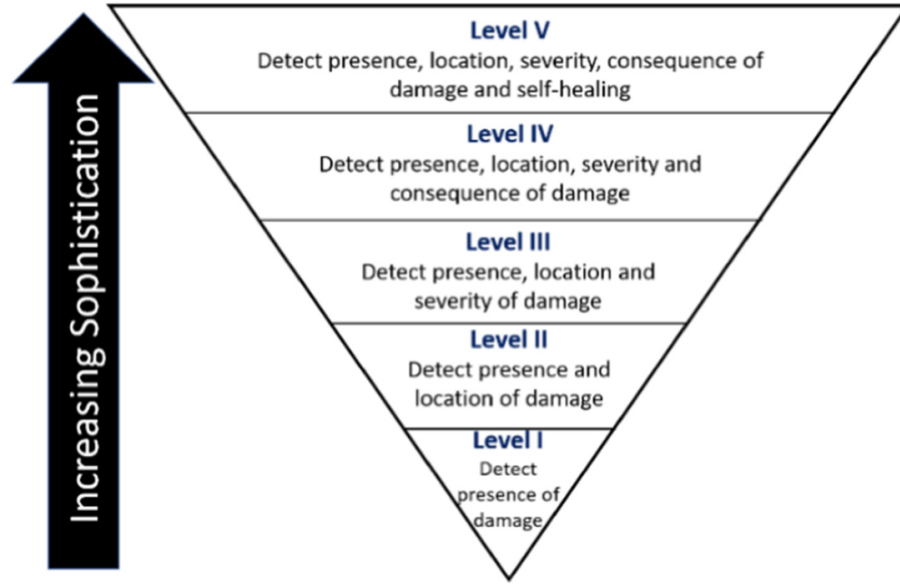 Increasing Sophistication
Level V
Detect presence, location, severity, consequence of
damage and self-healing
Level IV
Detect presence, location, severity and
consequence of damage
Level III
Detect presence, location and
severity of damage
Level II
Detect presence and
location of damage
Level I
Detect
presence of
damage